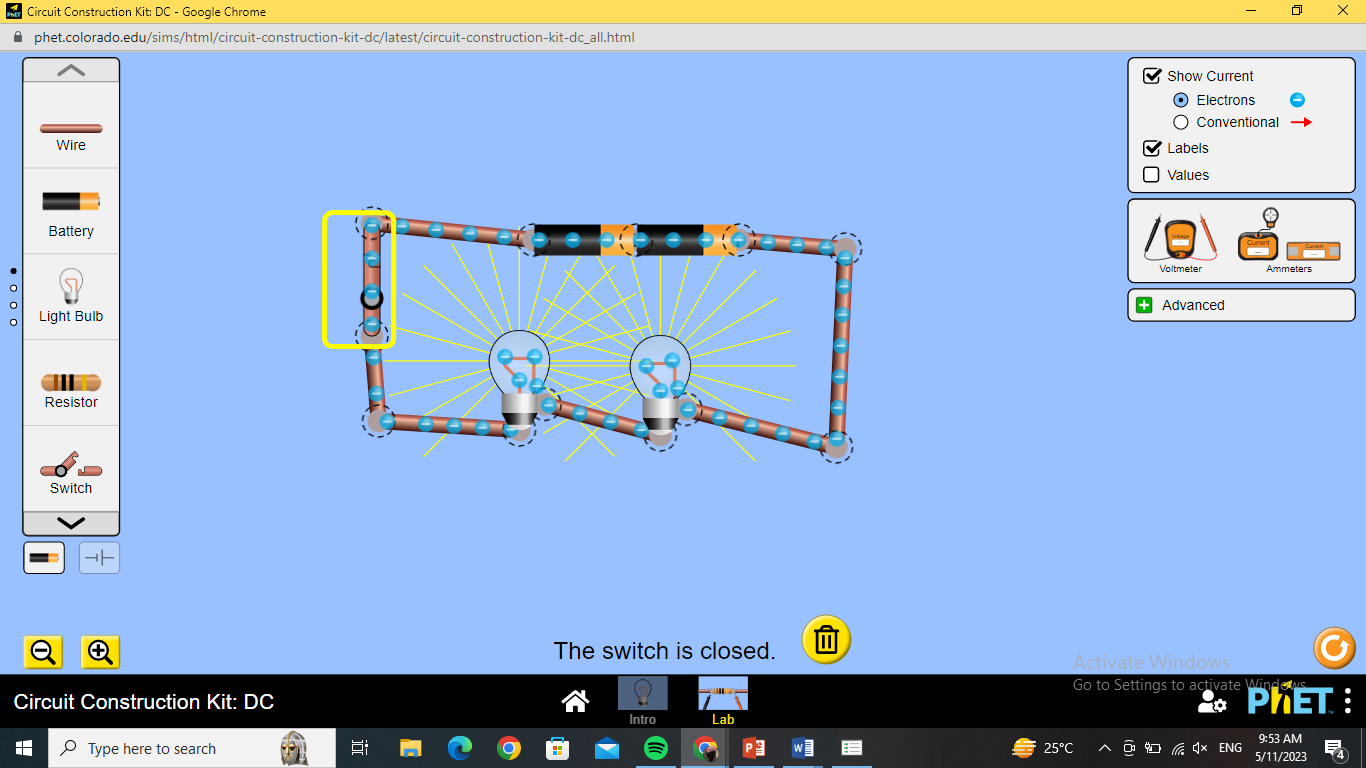 Circuit Construction Kit: DC - Google Chrome
phet.colorado.edu/sims/html/circuit-construction-kit-dc/latest/circuit-construction-kit-dc_all.html
Wire
Battery
Light Bulb
Resistor
Switch
Show Current
Electrons
Conventional
Labels
Values
Voltage
Voltmeter
Current
Current
Ammeters
Advanced
The switch is closed.
Activate Windows
Go to Settings to activate Windows.
Circuit Construction Kit: DC
Intro
Lab
PhET
Type here to search
25°C
ENG
9:53 AM
5/11/2023
4